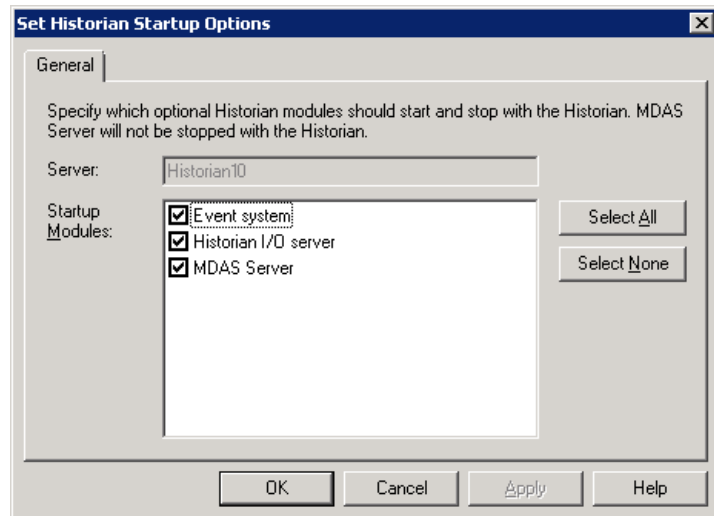 Set Historian Startup Options
General
Specify which optional Historian modules should start and stop with the Historian. MDAS
Server will not be stopped with the Historian.
Server:
Historian10
Startup
Modules:
Event system
Historian I/O server
MDAS Server
Select All
Select None
OK
Cancel
Apply
Help